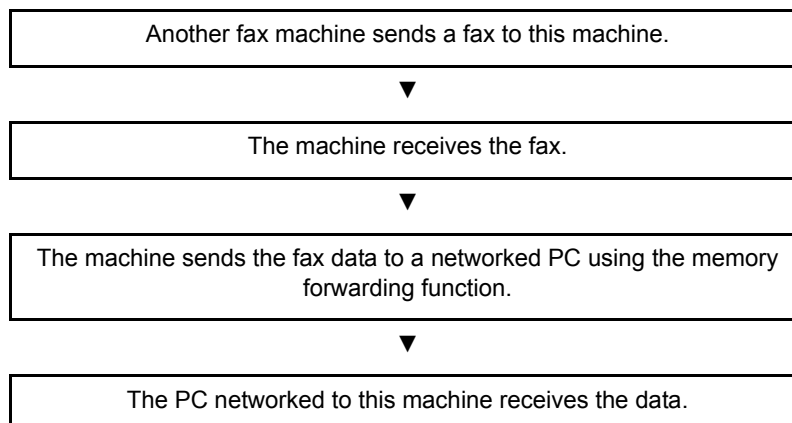 Another fax machine sends a fax to this machine.
▼
The machine receives the fax.
▼
The machine sends the fax data to a networked PC using the memory
forwarding function.
▼
The PC networked to this machine receives the data.